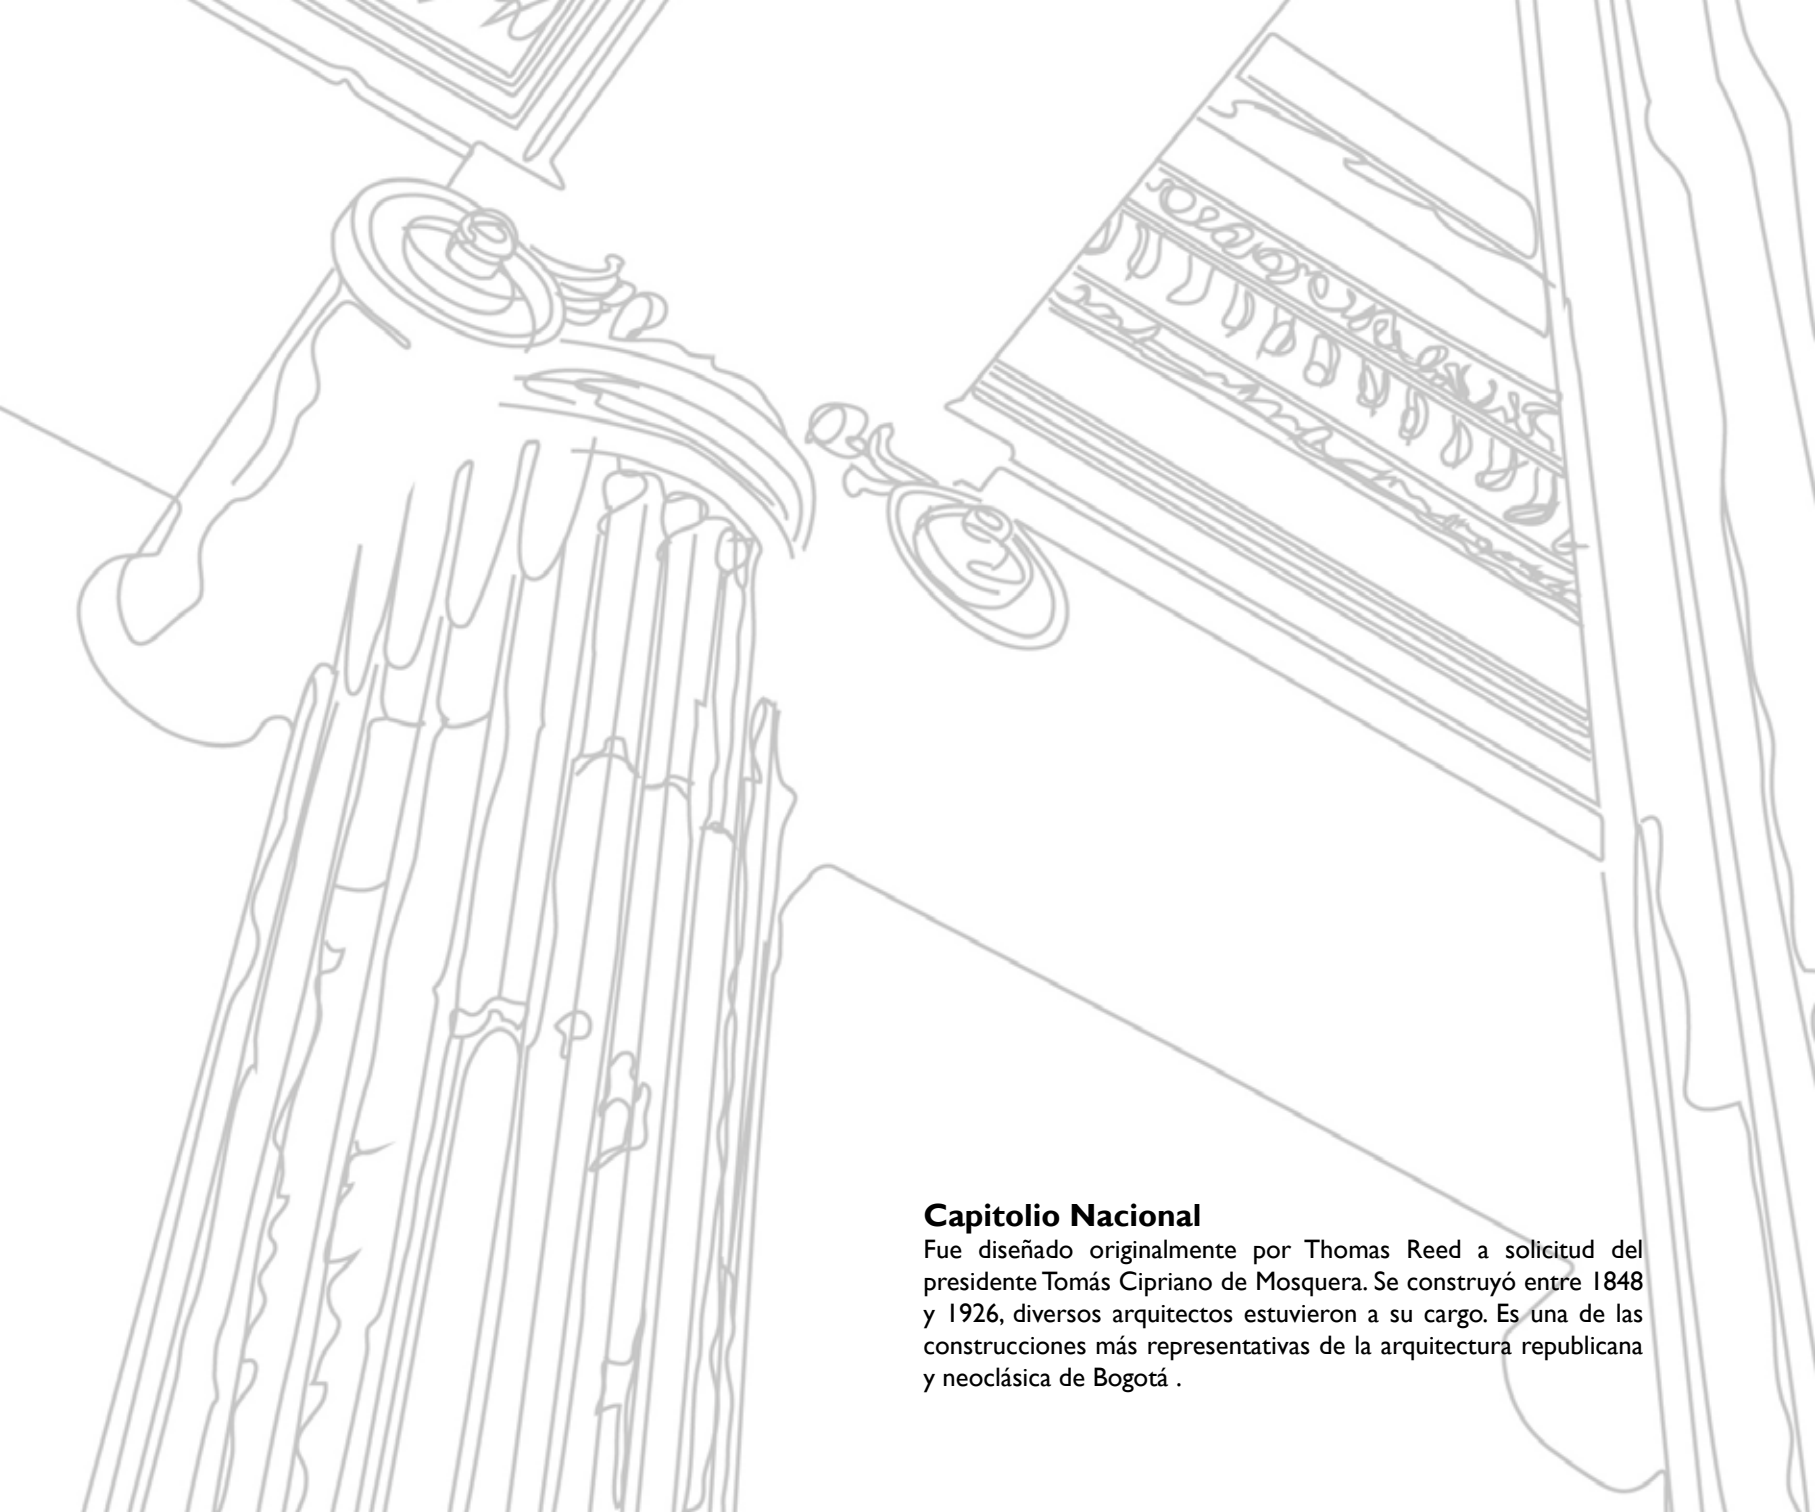 Capitolio Nacional
Fue diseñado originalmente por Thomas Reed a solicitud del
presidente Tomás Cipriano de Mosquera. Se construyó entre 1848
y 1926, diversos arquitectos estuvieron a su cargo. Es una de las
construcciones más representativas de la arquitectura republicana
y neoclásica de Bogotá .